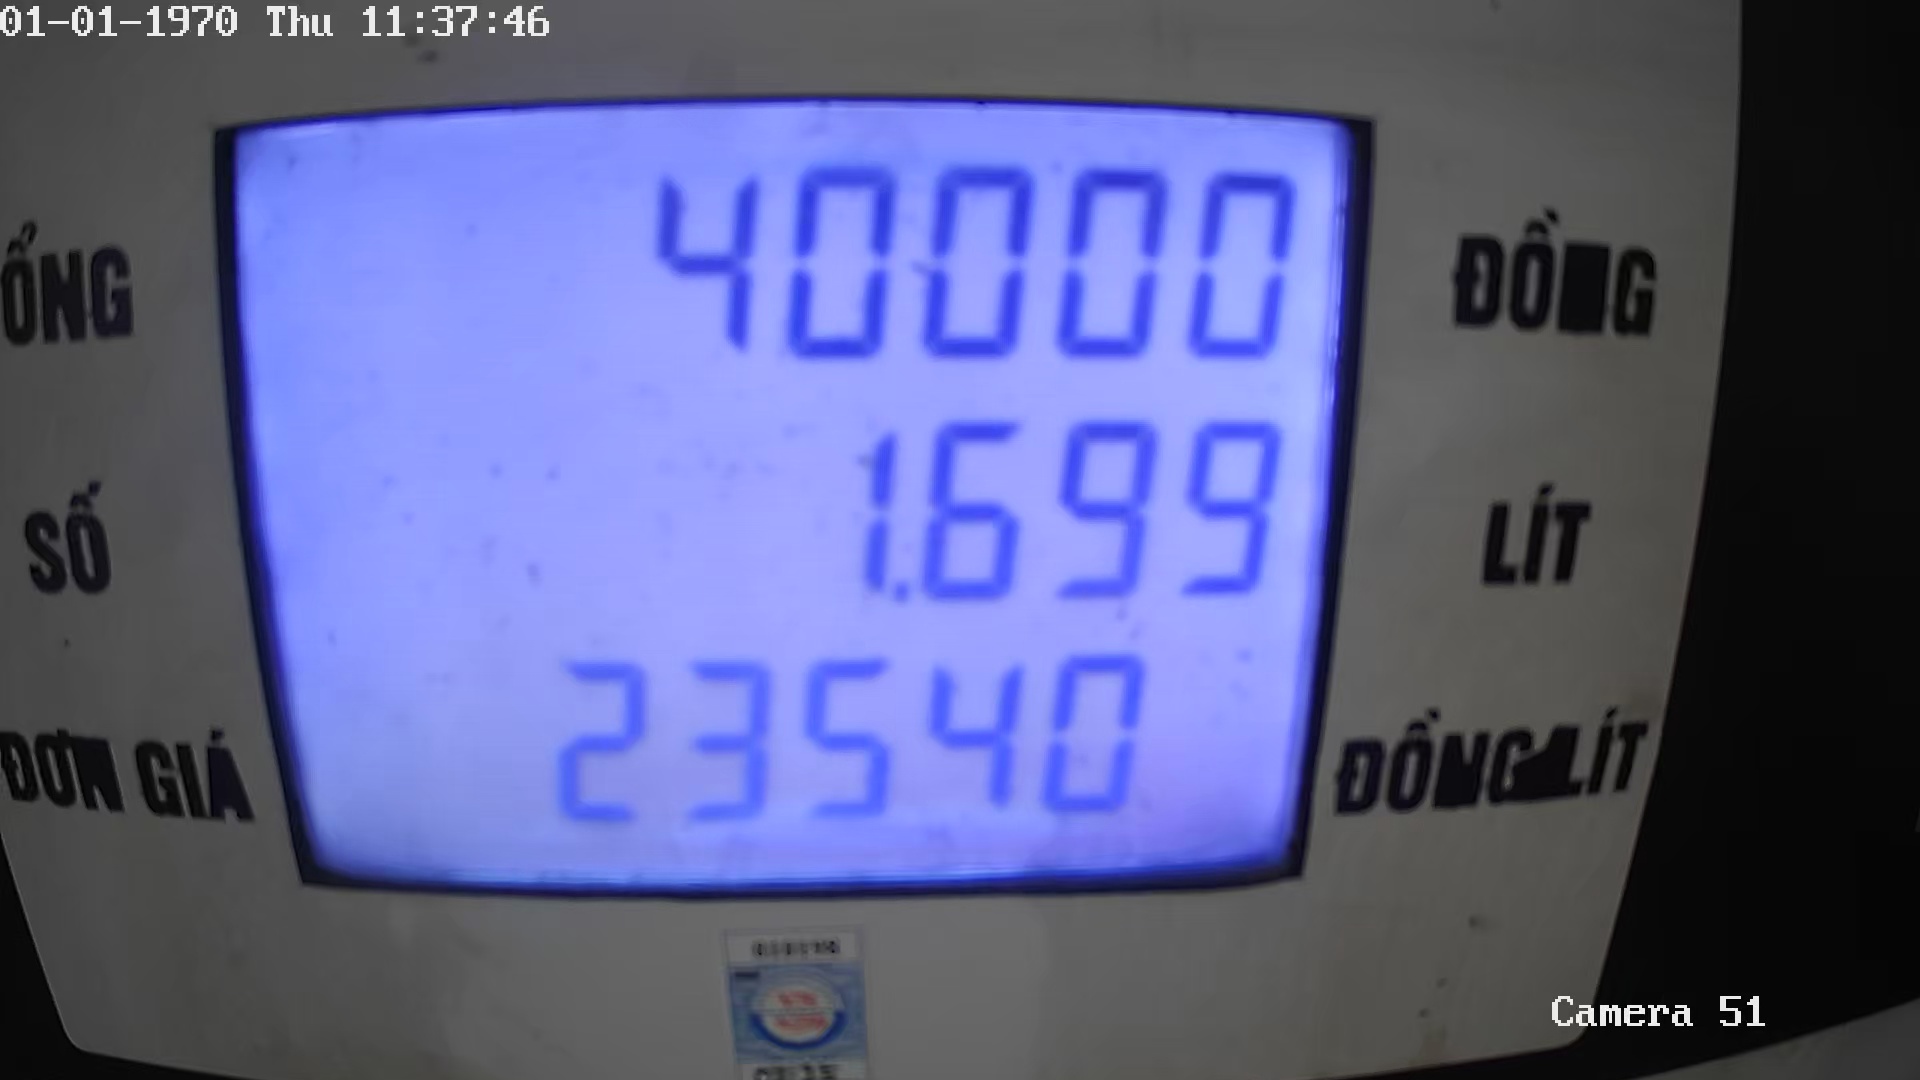 01-01-1970 Thu 11:37:46
40000
ỔNG
ĐỒNG
1.699
SỐ
LÍT
23540
ĐƠN GIÁ
ĐỒNG/LÍT
Camera 51